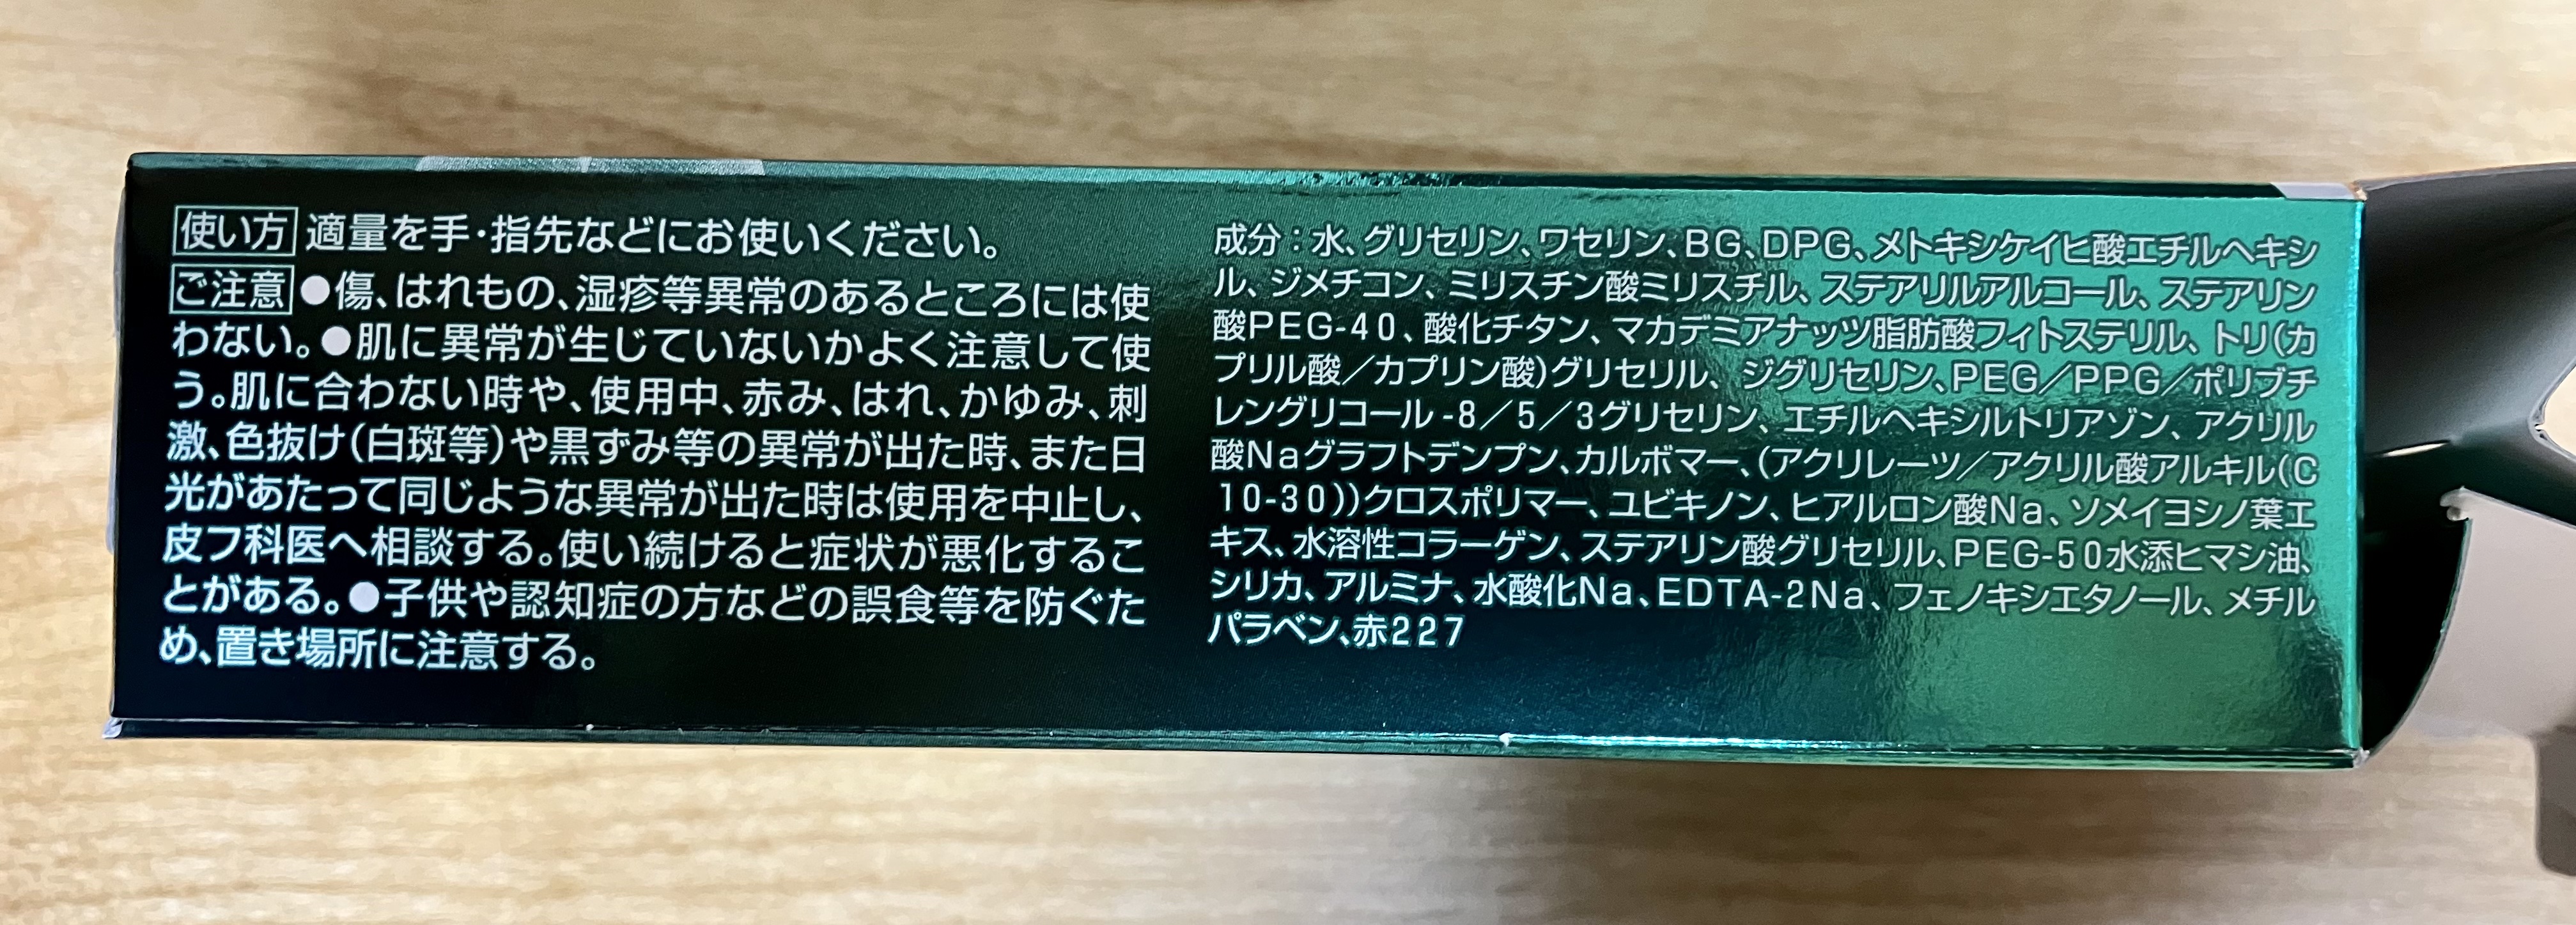 使い方 適量を手・指先などにお使いください。
ご注意 ●傷、はれもの、湿疹等異常のあるところには使
わない。●肌に異常が生じていないかよく注意して使
う。肌に合わない時や、使用中、赤み、はれ、かゆみ、刺
激、色抜け(白斑等)や黒ずみ等の異常が出た時、また日
光があたって同じような異常が出た時は使用を中止し、
皮フ科医へ相談する。使い続けると症状が悪化するこ
とがある。●子供や認知症の方などの誤食等を防ぐた
め、置き場所に注意する。
成分：水、グリセリン、ワセリン、BG、DPG、メトキシケイヒ酸エチルヘキシ
ル、ジメチコン、ミリスチン酸ミリスチル、ステアリルアルコール、ステアリン
酸PEG-40、酸化チタン、マカデミアナッツ脂肪酸フィトステリル、トリ(カ
プリル酸／カプリン酸)グリセリル、ジグリセリン、PEG／PPG／ポリブチ
レングリコール-8／5／3グリセリン、エチルヘキシルトリアゾン、アクリル
酸Naグラフトデンプン、カルボマー、(アクリレーツ／アクリル酸アルキル(C
10-30))クロスポリマー、ユビキノン、ヒアルロン酸Na、ソメイヨシノ葉エ
キス、水溶性コラーゲン、ステアリン酸グリセリル、PEG-50水添ヒマシ油、
シリカ、アルミナ、水酸化Na、EDTA-2Na、フェノキシエタノール、メチル
パラベン、赤227